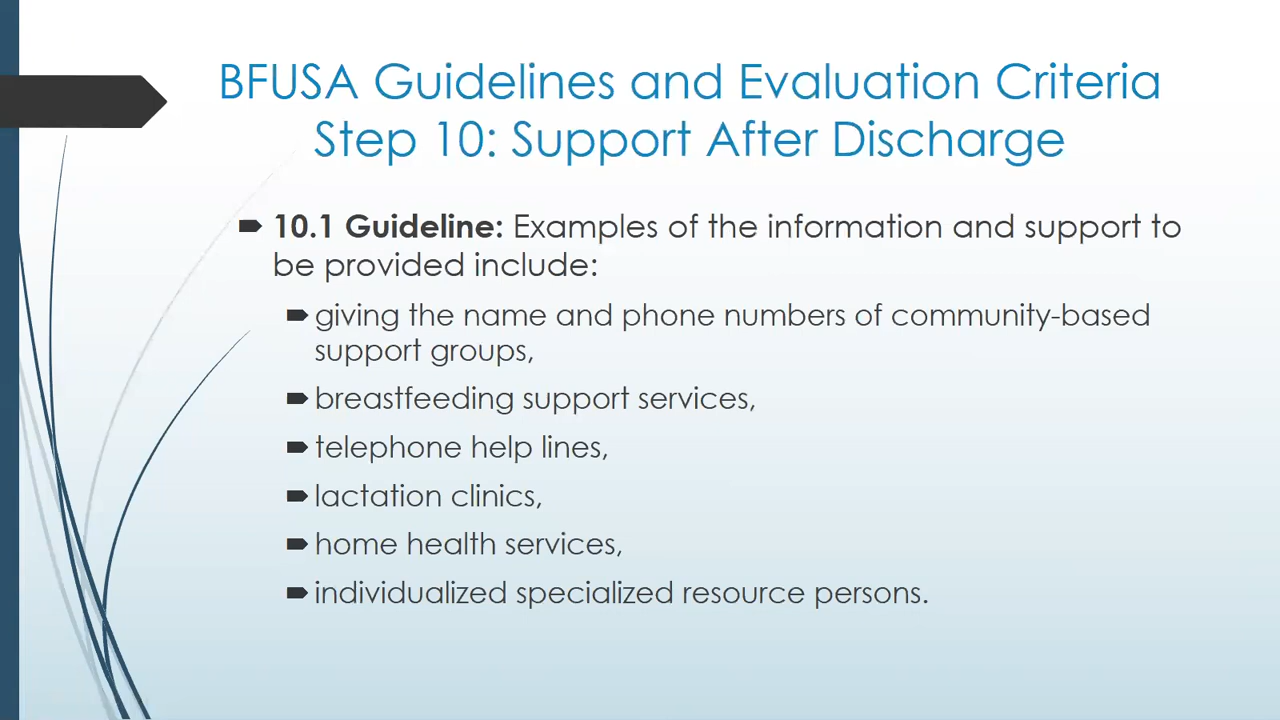 BFUSA Guidelines and Evaluation Criteria
Step 10: Support After Discharge
10.1 Guideline: Examples of the information and support to
be provided include:
giving the name and phone numbers of community-based
support groups,
breastfeeding support services,
telephone help lines,
lactation clinics,
home health services,
individualized specialized resource persons.